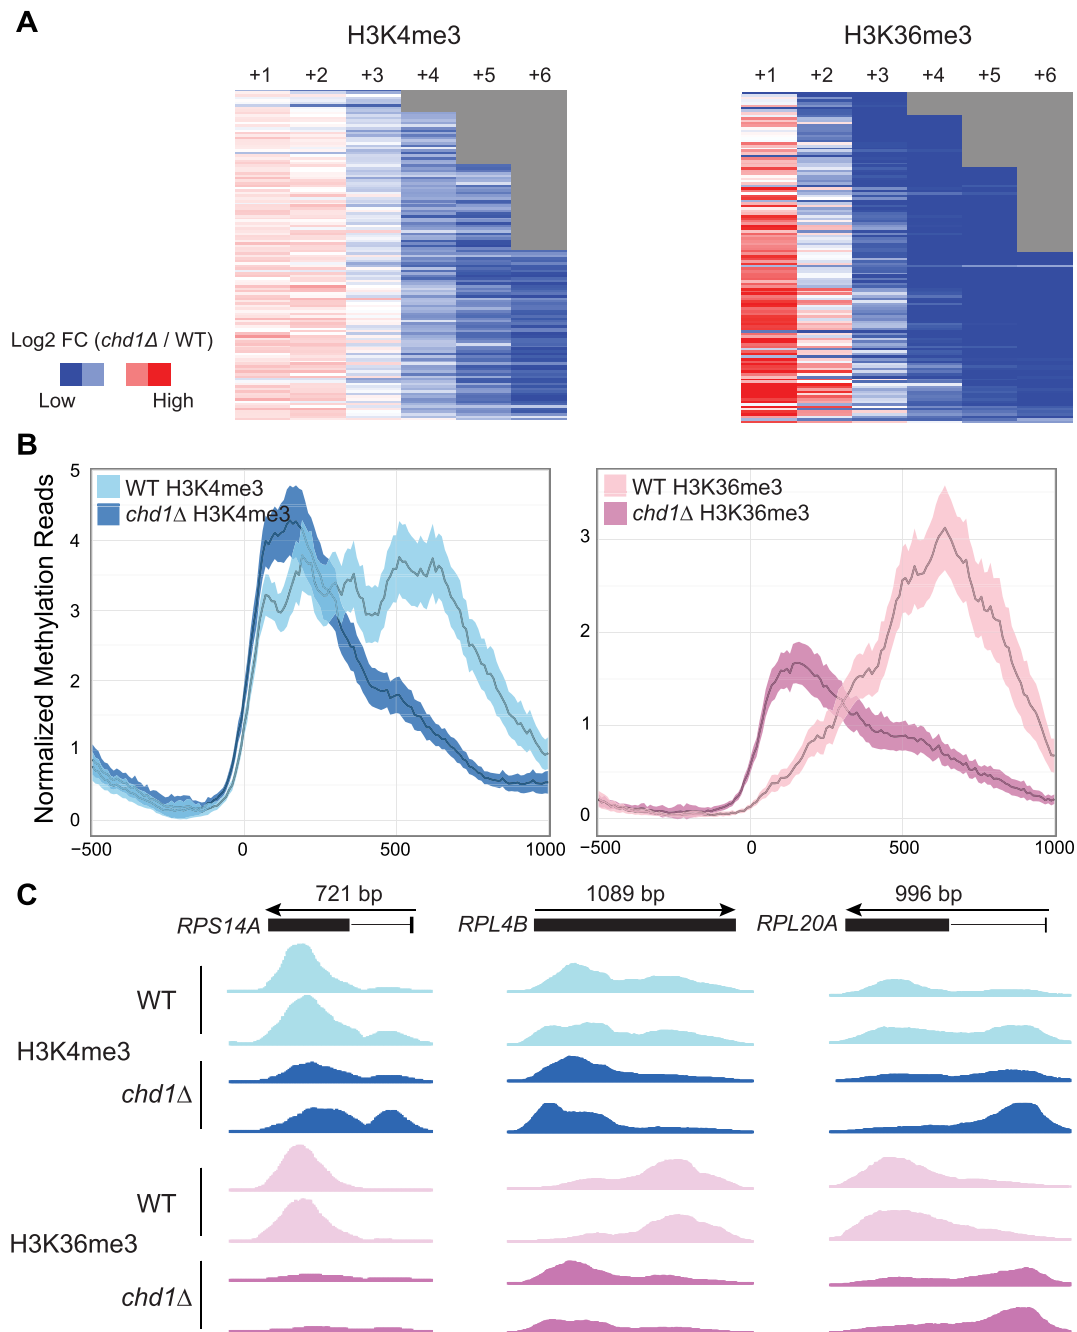 A
H3K4me3
H3K36me3
+1 +2 +3 +4 +5 +6
+1 +2 +3 +4 +5 +6
Log2 FC (chd1Δ / WT)
Low High
B
Normalized Methylation Reads
5
4
3
2
1
0
WT H3K4me3
chd1Δ H3K4me3
−500 0 500 1000
3
2
1
0
WT H3K36me3
chd1Δ H3K36me3
−500 0 500 1000
C
721 bp
1089 bp
996 bp
RPS14A
RPL4B
RPL20A
WT
H3K4me3
chd1Δ
WT
H3K36me3
chd1Δ